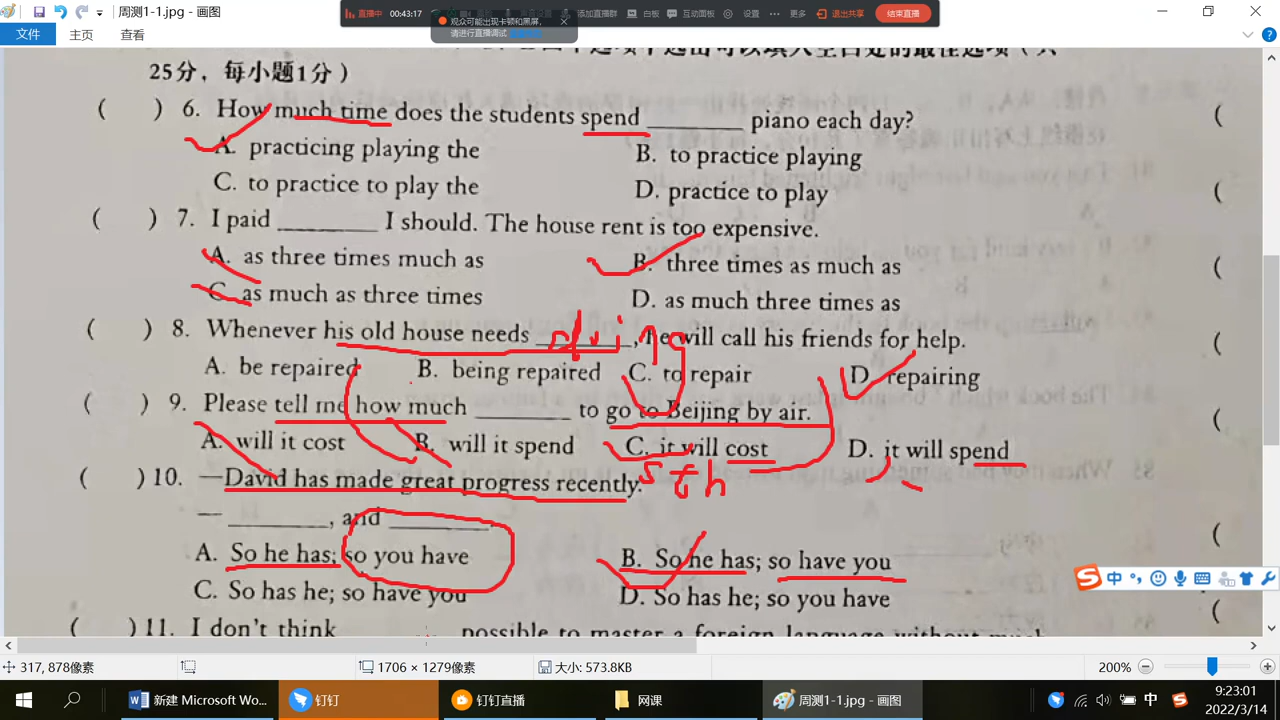 周测1-1.jpg - 画图
直播中 00:43:17 添加直播群 白板 互动面板 设置 更多 退出共享 结束直播
观众可能出现卡顿和黑屏,
请进行直播调试
文件 主页 查看
25分，每小题1分）
( ) 6. How much time does the students spend ________ piano each day?
A. practicing playing the B. to practice playing
C. to practice to play the D. practice to play
( ) 7. I paid ________ I should. The house rent is too expensive.
A. as three times much as B. three times as much as
C. as much as three times D. as much three times as
( ) 8. Whenever his old house needs ________, he will call his friends for help.
A. be repaired B. being repaired C. to repair D. repairing
( ) 9. Please tell me how much ________ to go to Beijing by air.
A. will it cost B. will it spend C. it will cost D. it will spend
s sh
( ) 10. —David has made great progress recently.
— ________, and ________.
A. So he has; so you have B. So he has; so have you
C. So has he; so have you D. So has he; so you have
( ) 11. I don't think possible to master a foreign language without much
中
317, 878像素 1706 × 1279像素 大小: 573.8KB 200%
新建 Microsoft Wo... 钉钉 钉钉直播 网课 周测1-1.jpg - 画图 中 9:23:01
2022/3/14